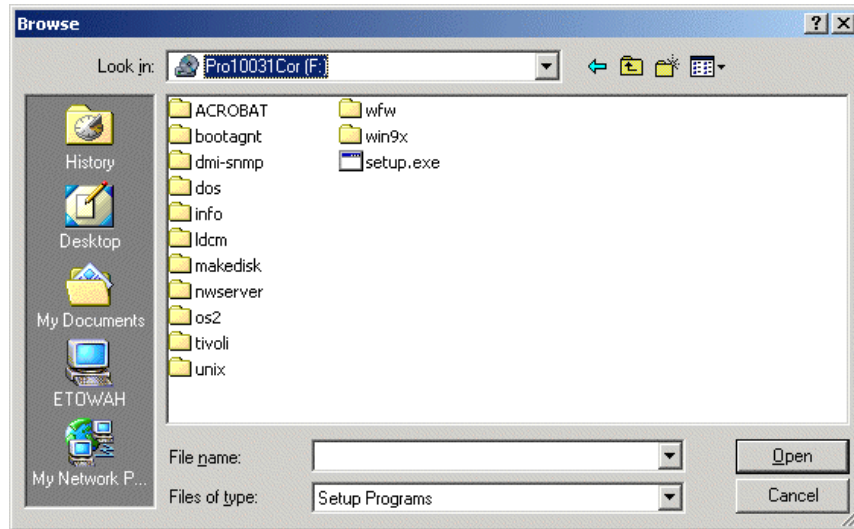 Browse
Look in: Pro10031Cor (F:)
History
Desktop
My Documents
ETOWAH
My Network P...
ACROBAT
bootagnt
dmi-snmp
dos
info
ldcm
makedisk
nwserver
os2
tivoli
unix
wfw
win9x
setup.exe
File name:
Open
Files of type: Setup Programs
Cancel